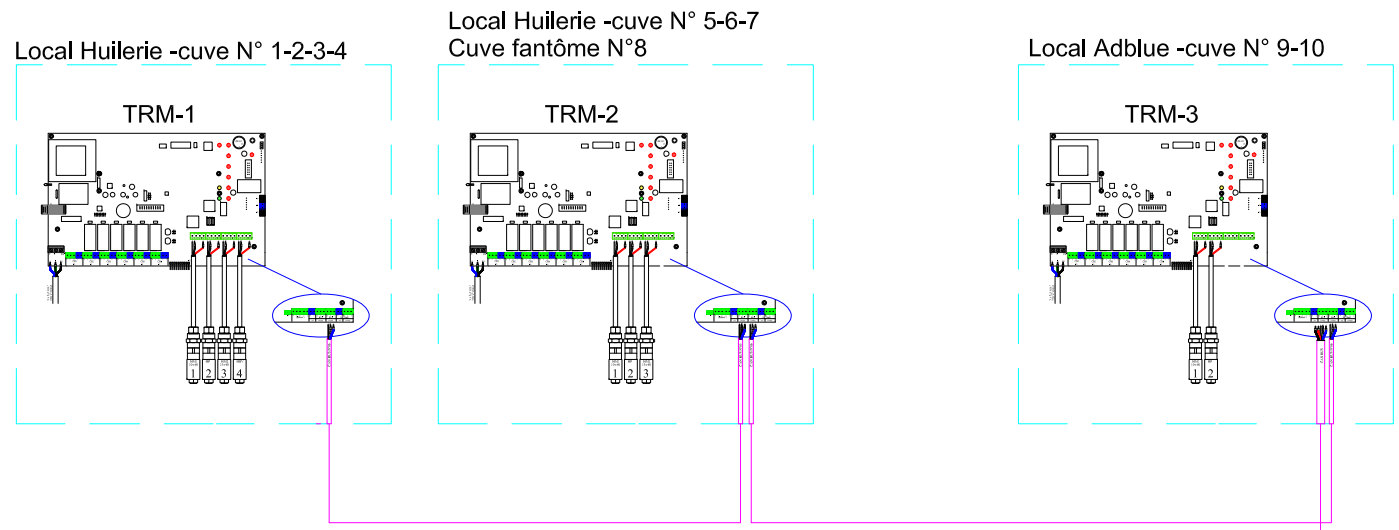 Local Huilerie -cuve N° 1-2-3-4
Local Huilerie -cuve N° 5-6-7
Cuve fantôme N°8
Local Adblue -cuve N° 9-10
TRM-1
TRM-2
TRM-3
1 2 3 4
1 2 3
1 2